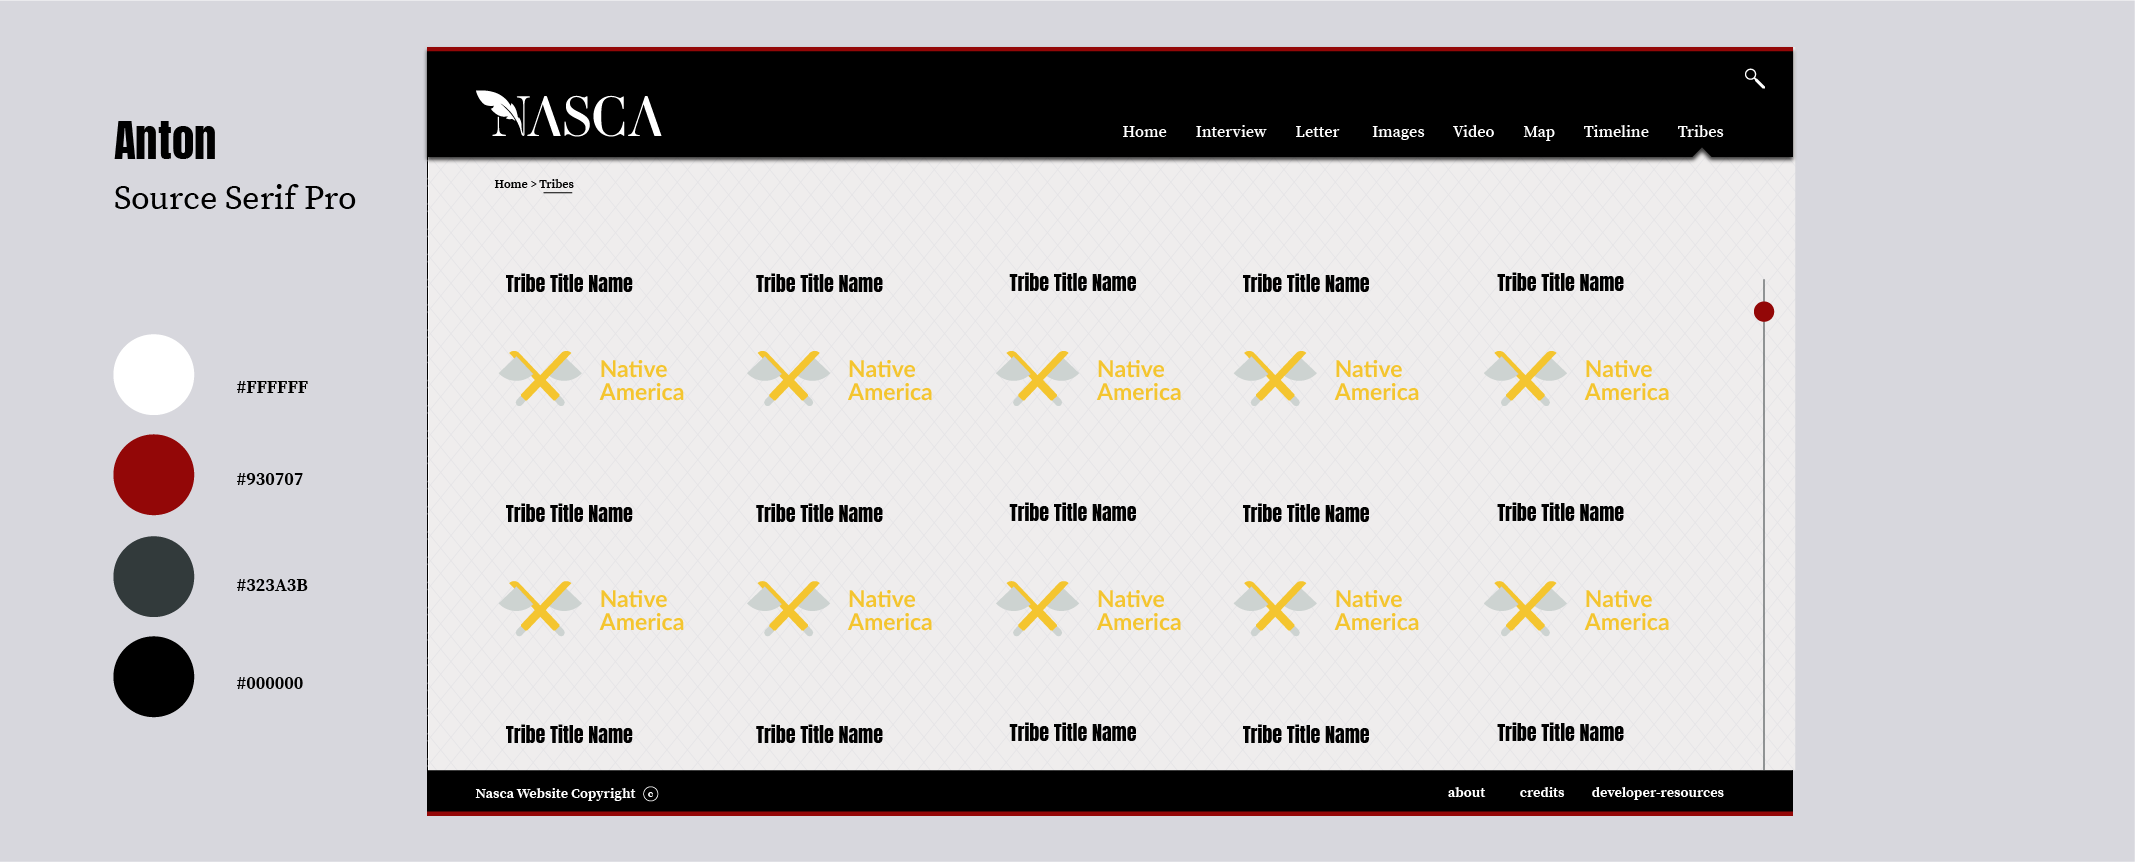 Anton
Source Serif Pro
#FFFFFF
#930707
#323A3B
#000000
NASCA
Home Interview Letter Images Video Map Timeline Tribes
Home > Tribes
Tribe Title Name Tribe Title Name Tribe Title Name Tribe Title Name Tribe Title Name
Native Native Native Native Native
America America America America America
Tribe Title Name Tribe Title Name Tribe Title Name Tribe Title Name Tribe Title Name
Native Native Native Native Native
America America America America America
Tribe Title Name Tribe Title Name Tribe Title Name Tribe Title Name Tribe Title Name
Nasca Website Copyright © about credits developer-resources